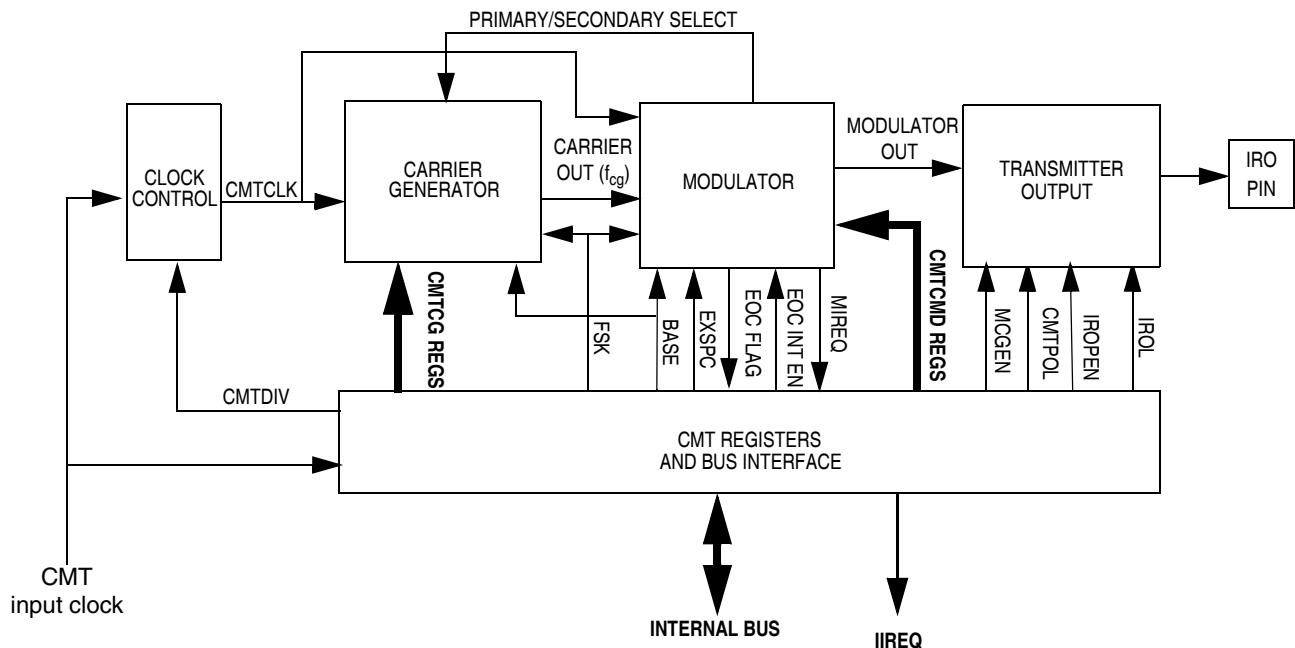 PRIMARY/SECONDARY SELECT
CLOCK
CONTROL
CMTCLK
CARRIER
GENERATOR
CARRIER
OUT (fcg)
MODULATOR
MODULATOR
OUT
TRANSMITTER
OUTPUT
IRO
PIN
CMTDIV
CMTCG REGS
FSK
BASE
EXSPC
EOC FLAG
EOC INT EN
MIREQ
CMTCMD REGS
MCGEN
CMTPOL
IROPEN
IROL
CMT REGISTERS
AND BUS INTERFACE
CMT
input clock
INTERNAL BUS
IIREQ